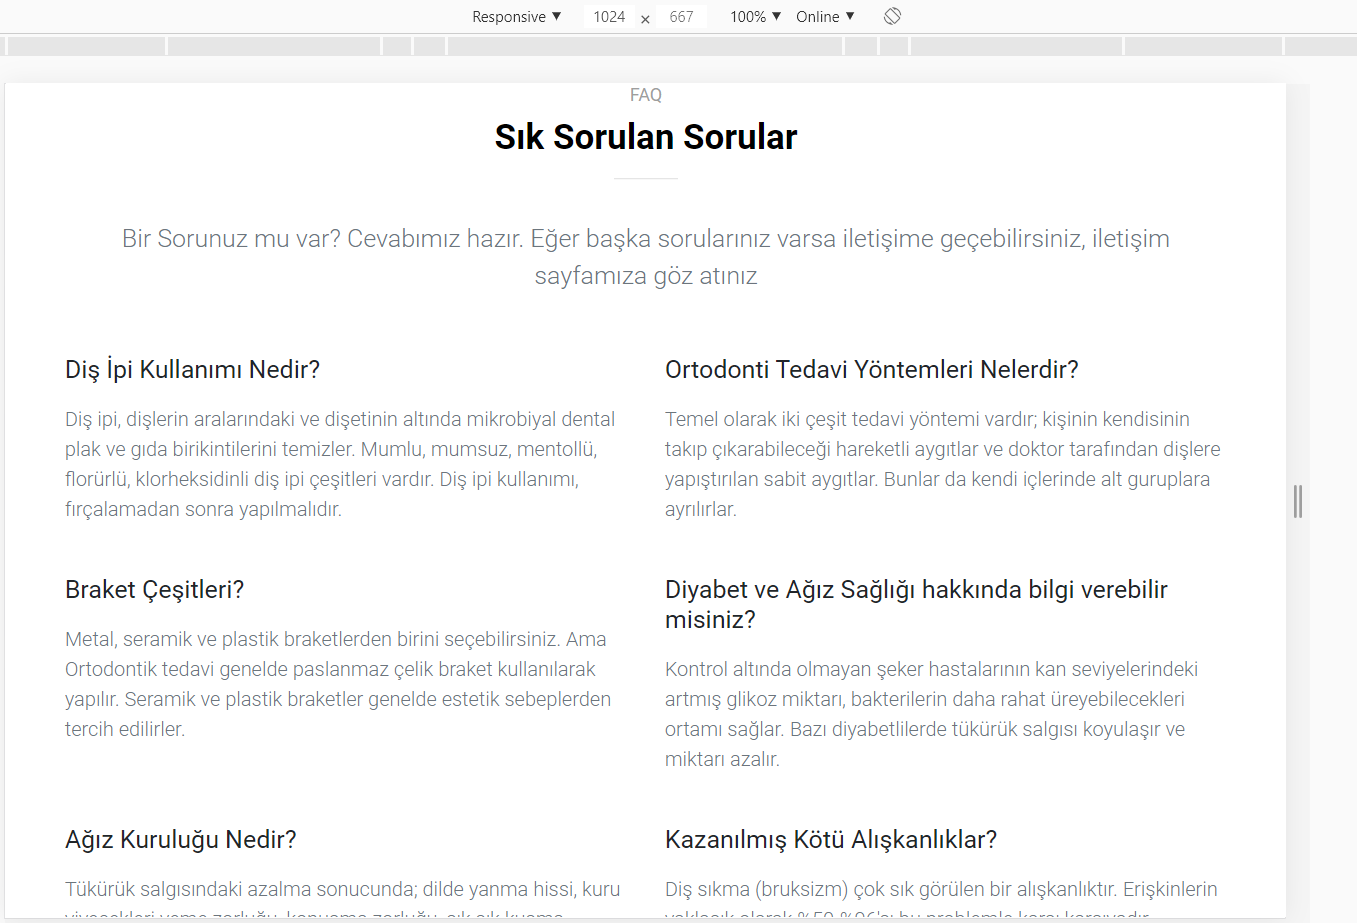 Responsive ▼ 1024 × 667 100% ▼ Online ▼
FAQ
Sık Sorulan Sorular
Bir Sorunuz mu var? Cevabımız hazır. Eğer başka sorularınız varsa iletişime geçebilirsiniz, iletişim
sayfamıza göz atınız
Diş İpi Kullanımı Nedir?
Diş ipi, dişlerin aralarındaki ve dişetinin altında mikrobiyal dental
plak ve gıda birikintilerini temizler. Mumlu, mumsuz, mentollü,
florürlü, klorheksidinli diş ipi çeşitleri vardır. Diş ipi kullanımı,
fırçalamadan sonra yapılmalıdır.
Ortodonti Tedavi Yöntemleri Nelerdir?
Temel olarak iki çeşit tedavi yöntemi vardır; kişinin kendisinin
takıp çıkarabileceği hareketli aygıtlar ve doktor tarafından dişlere
yapıştırılan sabit aygıtlar. Bunlar da kendi içlerinde alt guruplara
ayrılırlar.
Braket Çeşitleri?
Metal, seramik ve plastik braketlerden birini seçebilirsiniz. Ama
Ortodontik tedavi genelde paslanmaz çelik braket kullanılarak
yapılır. Seramik ve plastik braketler genelde estetik sebeplerden
tercih edilirler.
Diyabet ve Ağız Sağlığı hakkında bilgi verebilir
misiniz?
Kontrol altında olmayan şeker hastalarının kan seviyelerindeki
artmış glikoz miktarı, bakterilerin daha rahat üreyebilecekleri
ortamı sağlar. Bazı diyabetlilerde tükürük salgısı koyulaşır ve
miktarı azalır.
Ağız Kuruluğu Nedir?
Tükürük salgısındaki azalma sonucunda; dilde yanma hissi, kuru
Kazanılmış Kötü Alışkanlıklar?
Diş sıkma (bruksizm) çok sık görülen bir alışkanlıktır. Erişkinlerin